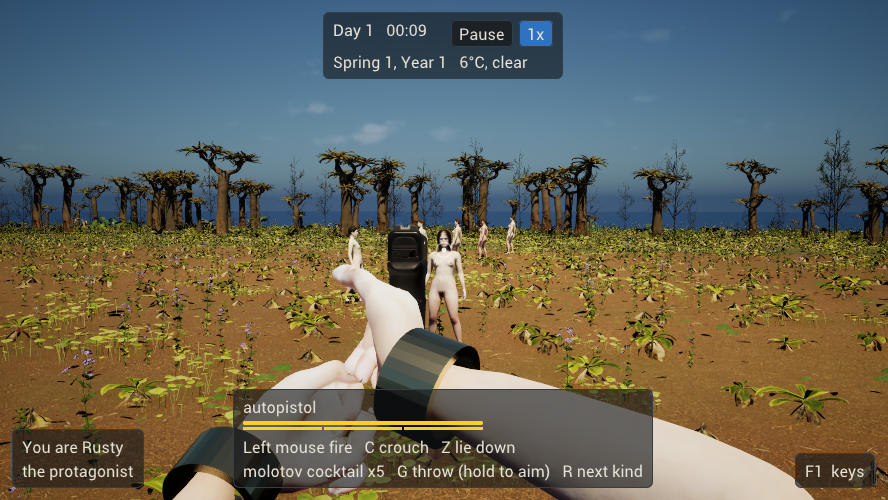 Day 1 00:09 Pause 1x
Spring 1, Year 1 6°C, clear
autopistol
Left mouse fire C crouch Z lie down
molotov cocktail x5 G throw (hold to aim) R next kind
You are Rusty
the protagonist
F1 keys